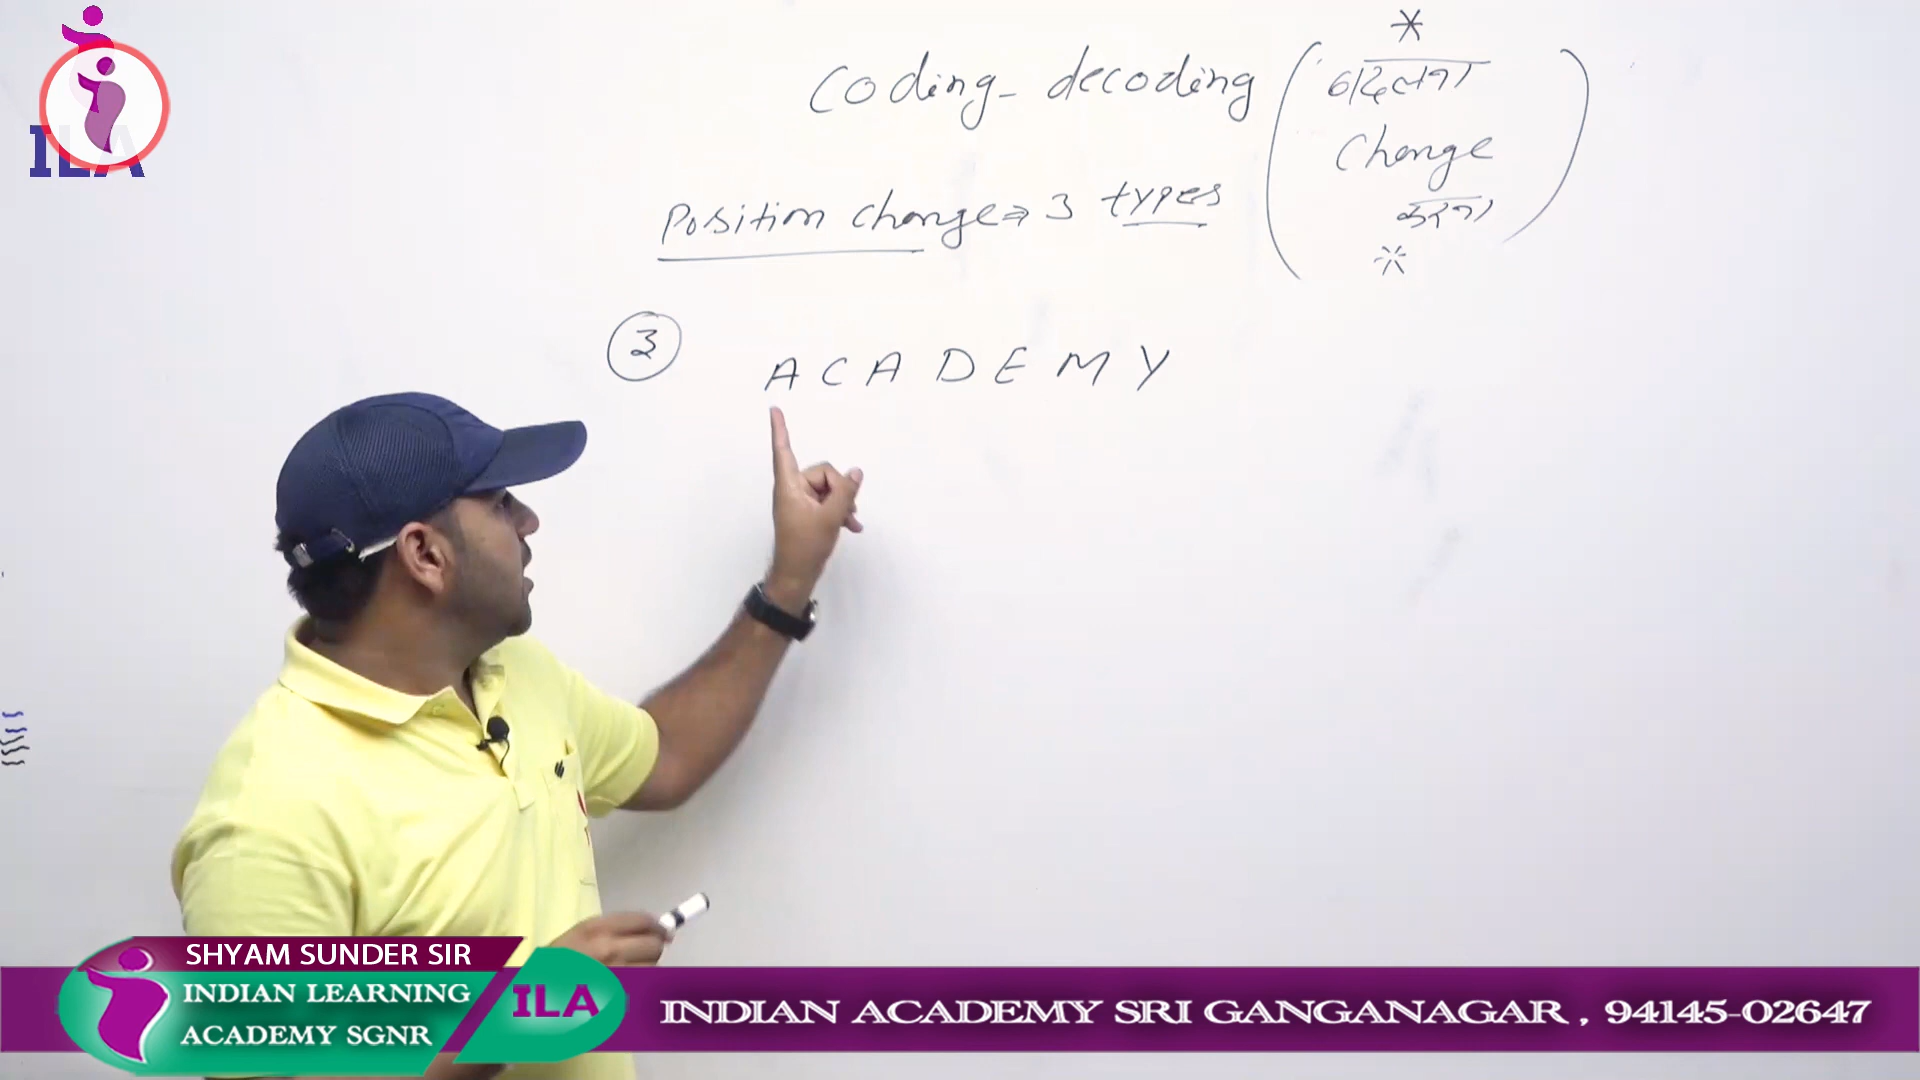 ILA
Coding- decoding
*
Change
करना
*
Position change ⇒ 3 types
3
A C A D E M Y
SHYAM SUNDER SIR
INDIAN LEARNING
ACADEMY SGNR
ILA
INDIAN ACADEMY SRI GANGANAGAR , 94145-02647